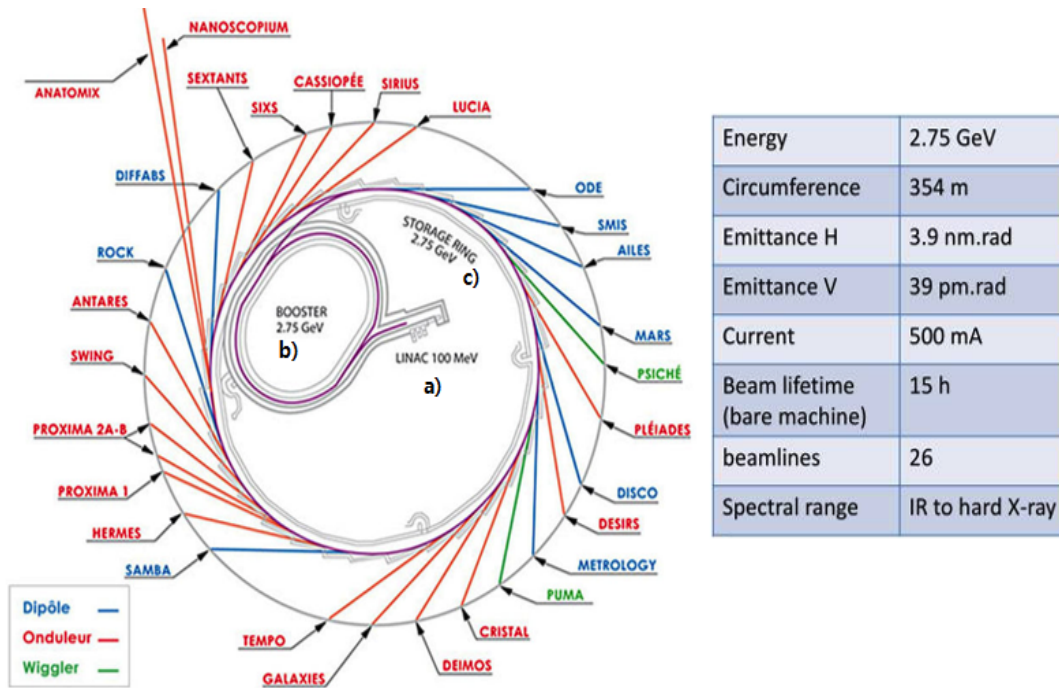 NANOSCOPIUM
ANATOMIX
SEXTANTS
SIXS
CASSIOPÉE
SIRIUS
LUCIA
DIFFABS
ODE
SMIS
AILES
ROCK
ANTARES
SWING
PROXIMA 2A-B
PROXIMA 1
HERMES
SAMBA
MARS
PSICHÉ
PLÉIADES
DISCO
DESIRS
METROLOGY
PUMA
CRISTAL
DEIMOS
GALAXIES
TEMPO
STORAGE RING
2.75 GeV
c)
BOOSTER
2.75 GeV
b)
LINAC 100 MeV
a)
Dipôle
Onduleur
Wiggler
Energy 2.75 GeV
Circumference 354 m
Emittance H 3.9 nm.rad
Emittance V 39 pm.rad
Current 500 mA
Beam lifetime 15 h
(bare machine)
beamlines 26
Spectral range IR to hard X-ray